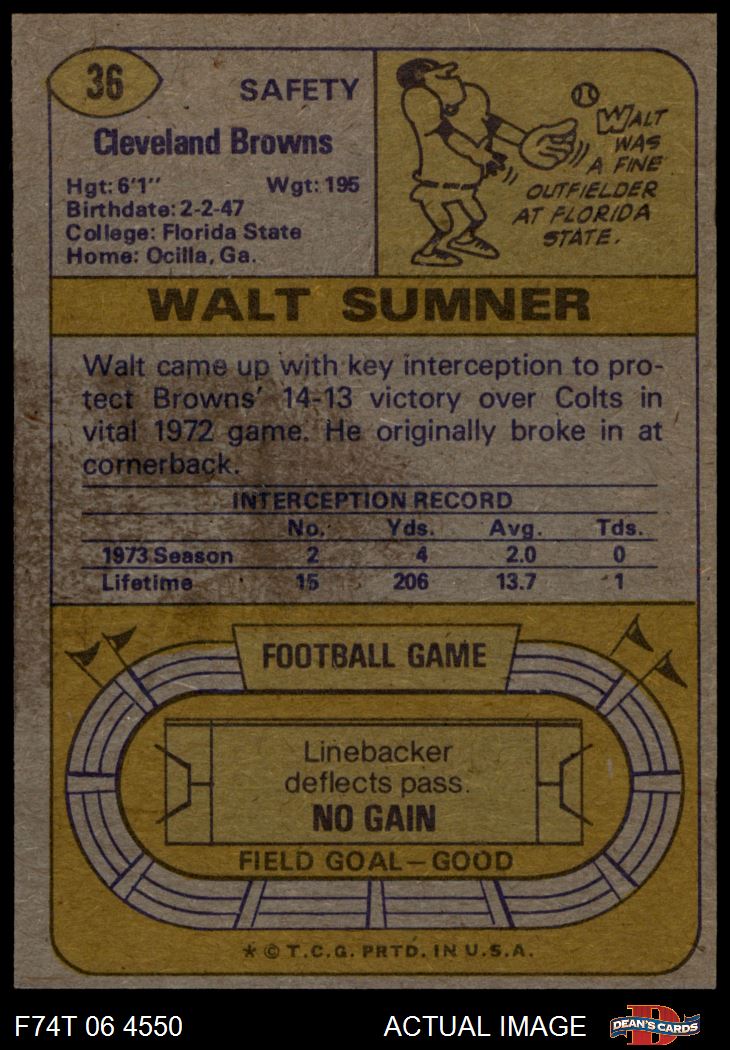 36
SAFETY
Cleveland Browns
Hgt: 6'1" Wgt: 195
Birthdate: 2-2-47
College: Florida State
Home: Ocilla, Ga.
WALT
WAS
A FINE
OUTFIELDER
AT FLORIDA
STATE.
WALT SUMNER
Walt came up with key interception to pro-
tect Browns' 14-13 victory over Colts in
vital 1972 game. He originally broke in at
cornerback.
INTERCEPTION RECORD
No. Yds. Avg. Tds.
1973 Season 2 4 2.0 0
Lifetime 15 206 13.7 1
FOOTBALL GAME
Linebacker
deflects pass.
NO GAIN
FIELD GOAL—GOOD
* © T.C.G. PRTD. IN U.S.A.
F74T 06 4550 ACTUAL IMAGE
D
DEAN'S CARDS